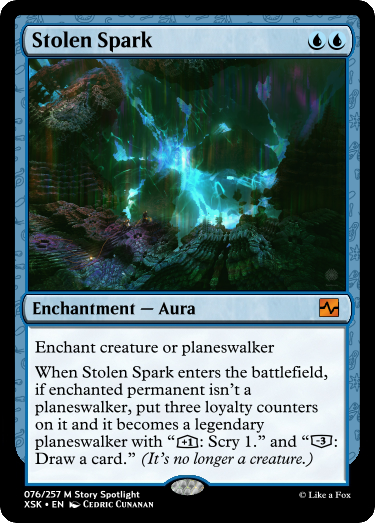 Stolen Spark
Enchantment — Aura
Enchant creature or planeswalker
When Stolen Spark enters the battlefield,
if enchanted permanent isn't a
planeswalker, put three loyalty counters
on it and it becomes a legendary
planeswalker with “+1: Scry 1.” and “-3:
Draw a card.” (It's no longer a creature.)
076/257 M Story Spotlight
XSK • EN Cedric Cunanan
© Like a Fox